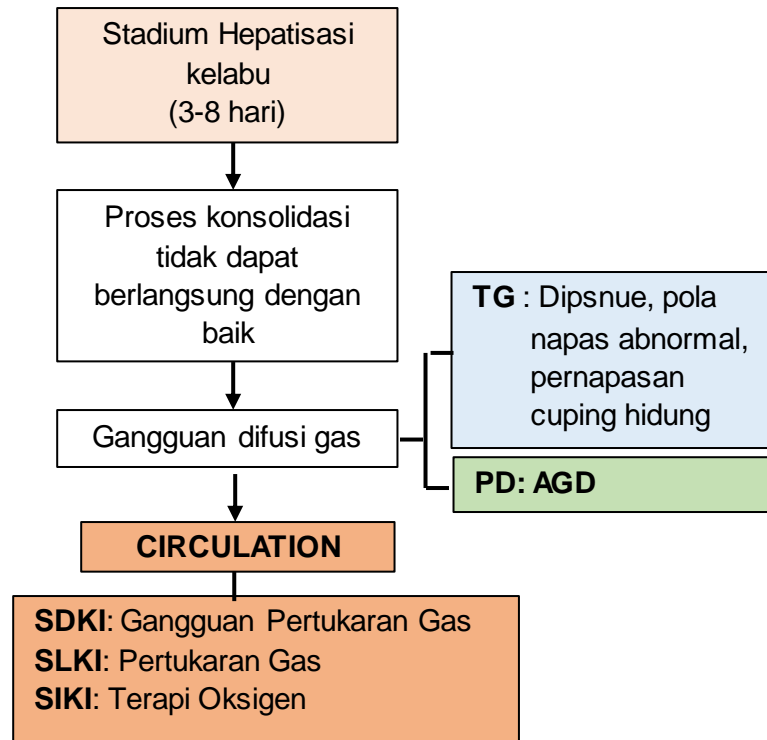 Stadium Hepatisasi
kelabu
(3-8 hari)
Proses konsolidasi
tidak dapat
berlangsung dengan
baik
TG : Dipsnue, pola
napas abnormal,
pernapasan
cuping hidung
Gangguan difusi gas
PD: AGD
CIRCULATION
SDKI: Gangguan Pertukaran Gas
SLKI: Pertukaran Gas
SIKI: Terapi Oksigen